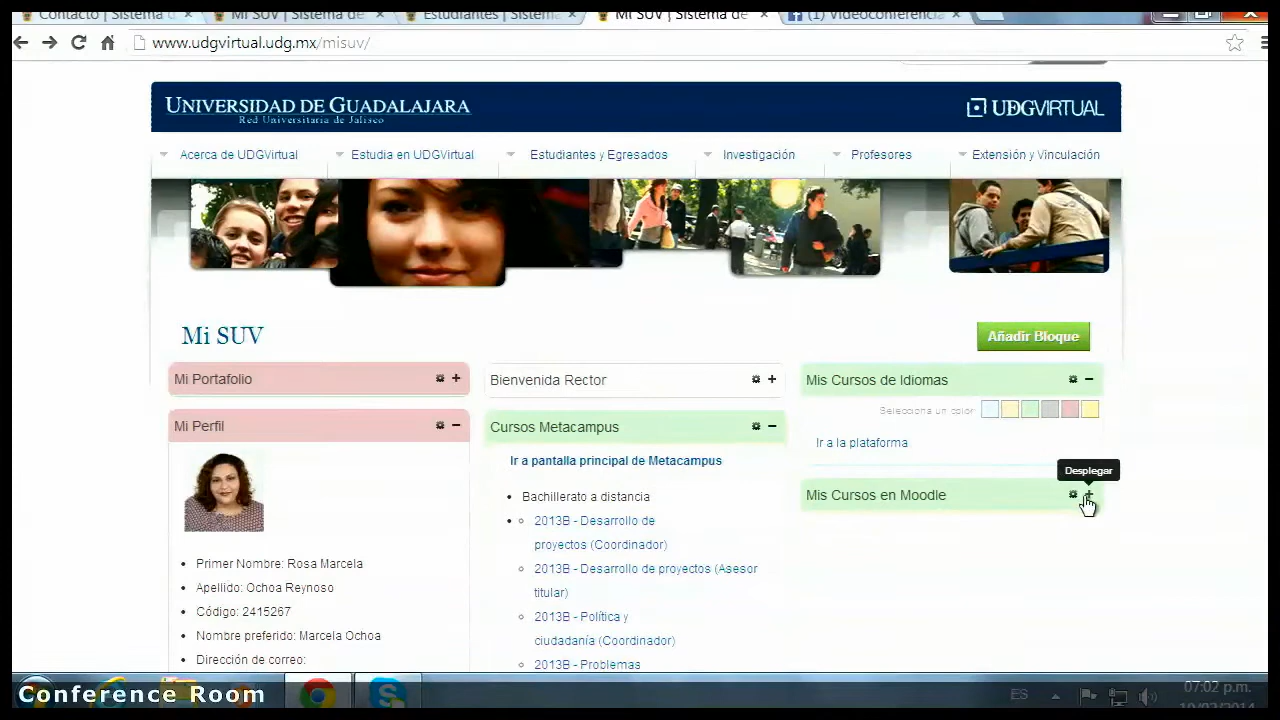 Contacto | Sistema d
Mi SUV | Sistema de
Estudiantes | Sistem
Mi SUV | Sistema de
(1) Videoconferencia
www.udgvirtual.udg.mx/misuv/
UNIVERSIDAD DE GUADALAJARA
Red Universitaria de Jalisco
UDGVIRTUAL
Acerca de UDGVirtual
Estudia en UDGVirtual
Estudiantes y Egresados
Investigación
Profesores
Extensión y Vinculación
Mi SUV
Añadir Bloque
Mi Portafolio
Mi Perfil
Primer Nombre: Rosa Marcela
Apellido: Ochoa Reynoso
Código: 2415267
Nombre preferido: Marcela Ochoa
Dirección de correo:
Bienvenida Rector
Cursos Metacampus
Ir a pantalla principal de Metacampus
Bachillerato a distancia
2013B - Desarrollo de
proyectos (Coordinador)
2013B - Desarrollo de proyectos (Asesor
titular)
2013B - Política y
ciudadanía (Coordinador)
2013B - Problemas
Mis Cursos de Idiomas
Selecciona un color
Ir a la plataforma
Desplegar
Mis Cursos en Moodle
Conference Room
ES
07:02 p.m.
10/02/2014